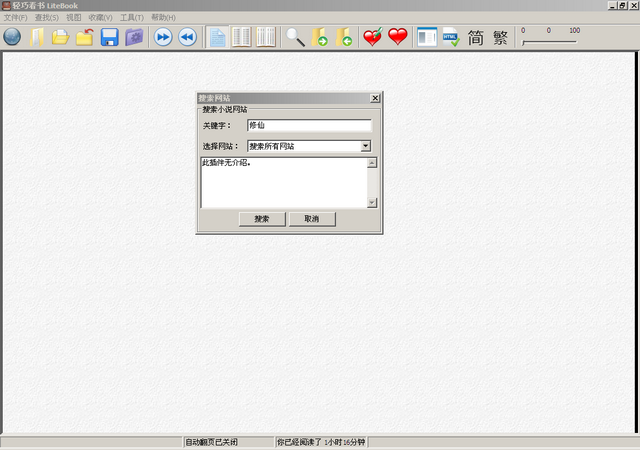 轻巧看书 LiteBook
文件(F) 查找(S) 视图 收藏(V) 工具(T) 帮助(H)
HTML 简 繁 0 0 100
搜索网站
搜索小说网站
关键字： 修仙
选择网站： 搜索所有网站
此插件无介绍。
搜索 取消
自动翻页已关闭 你已经阅读了 1小时16分钟